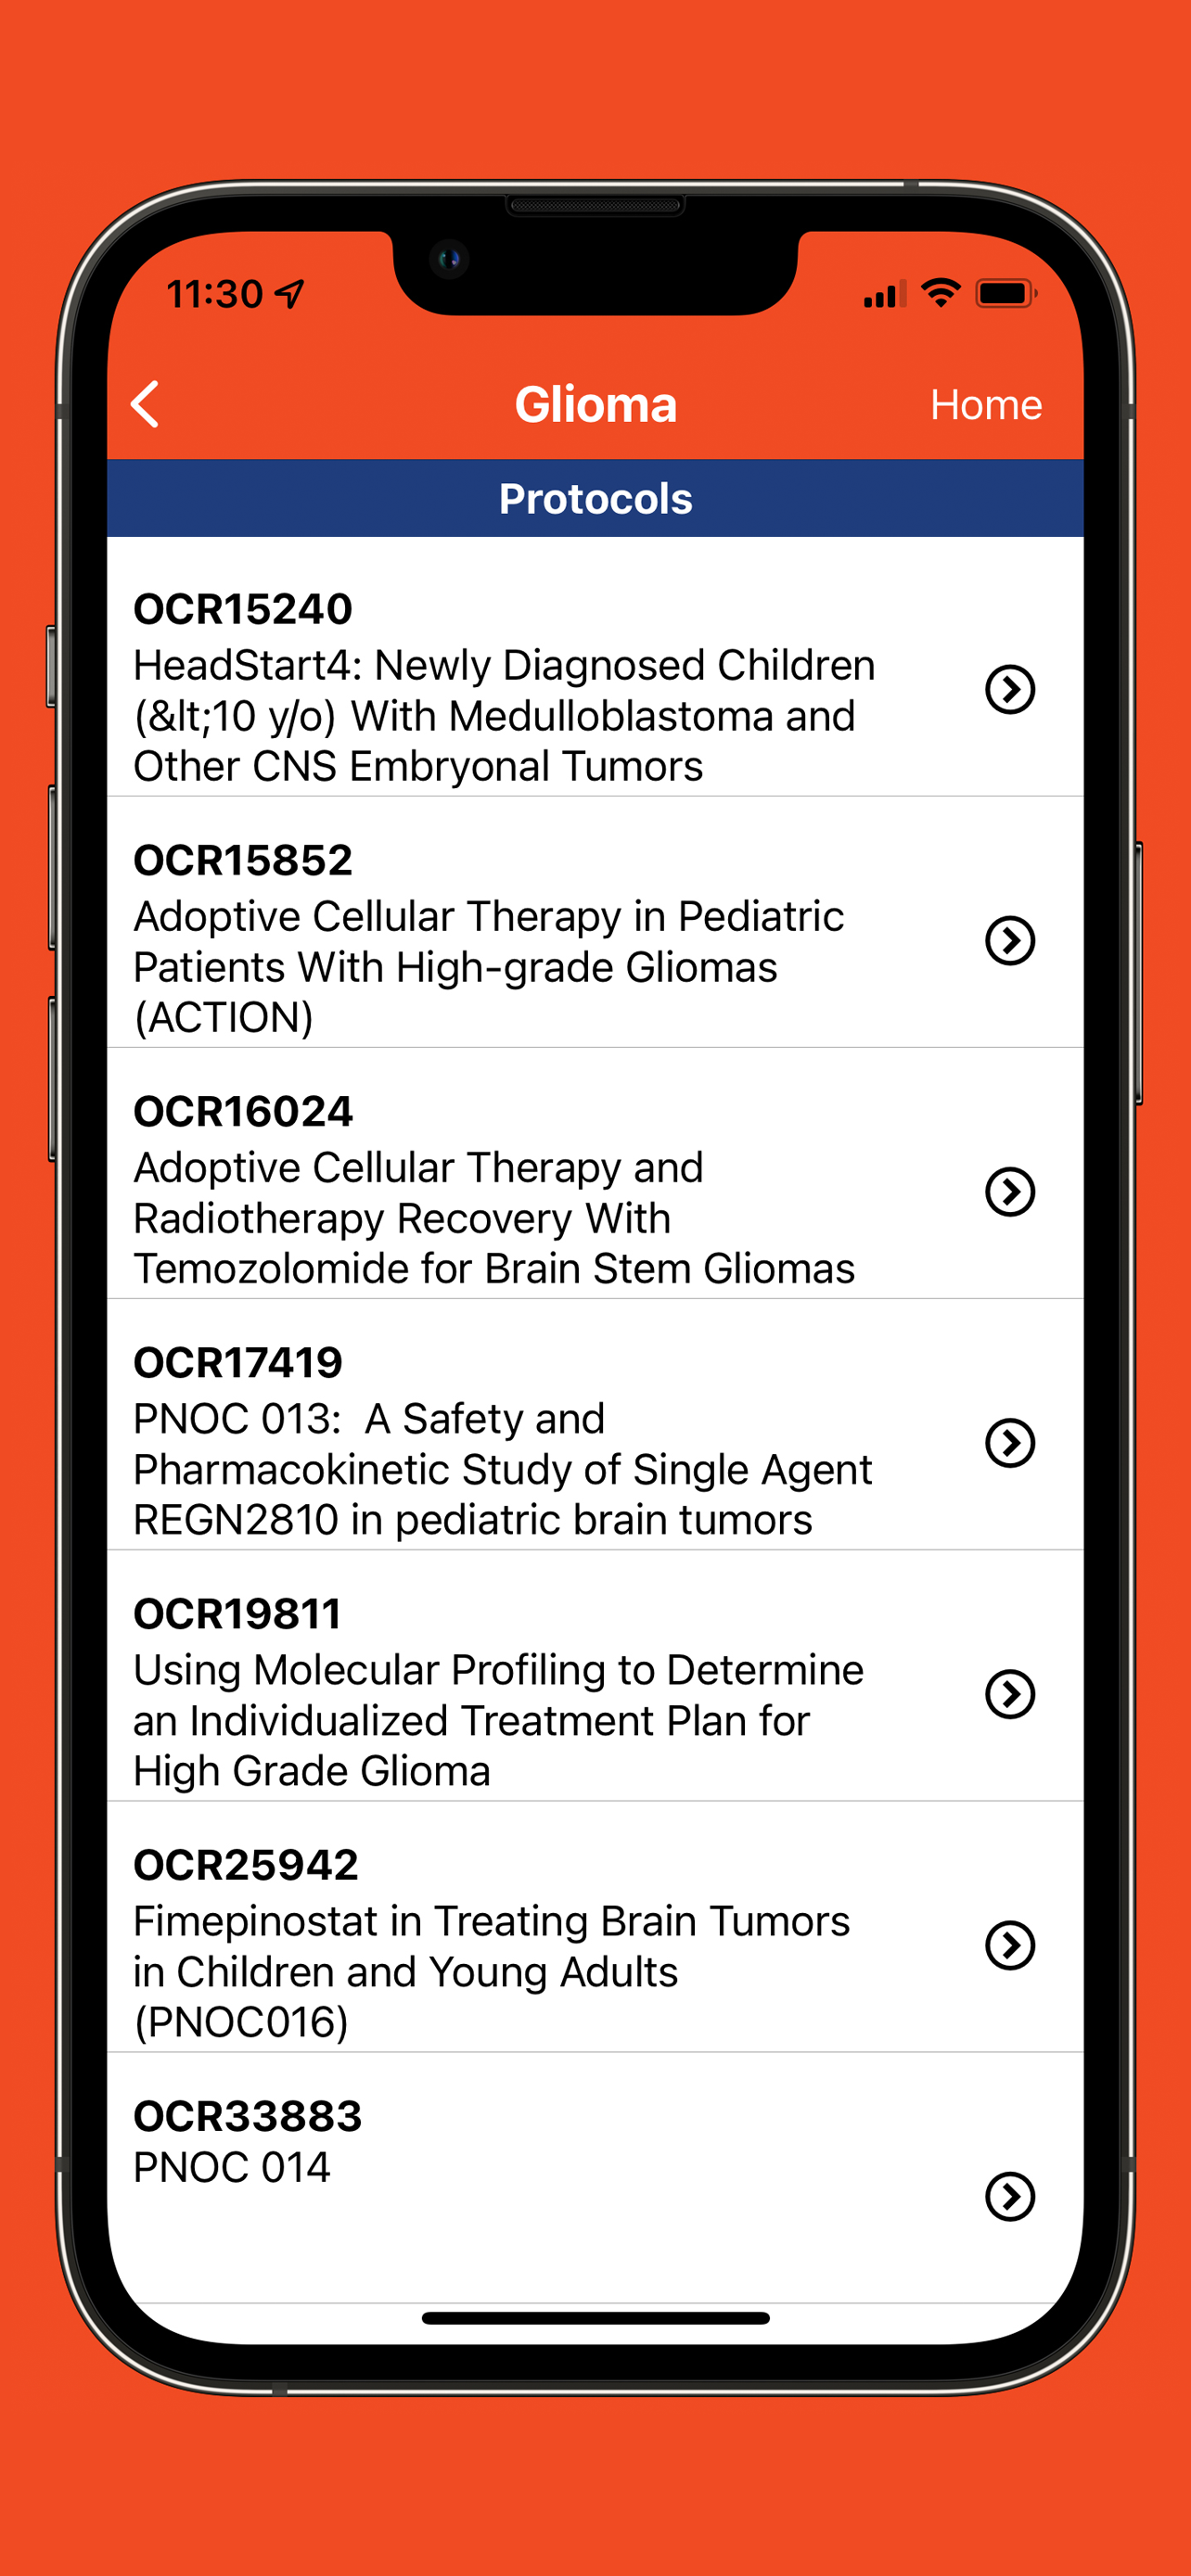 11:30
Glioma
Home
Protocols
OCR15240
HeadStart4: Newly Diagnosed Children
(&lt;10 y/o) With Medulloblastoma and
Other CNS Embryonal Tumors
OCR15852
Adoptive Cellular Therapy in Pediatric
Patients With High-grade Gliomas
(ACTION)
OCR16024
Adoptive Cellular Therapy and
Radiotherapy Recovery With
Temozolomide for Brain Stem Gliomas
OCR17419
PNOC 013:  A Safety and
Pharmacokinetic Study of Single Agent
REGN2810 in pediatric brain tumors
OCR19811
Using Molecular Profiling to Determine
an Individualized Treatment Plan for
High Grade Glioma
OCR25942
Fimepinostat in Treating Brain Tumors
in Children and Young Adults
(PNOC016)
OCR33883
PNOC 014